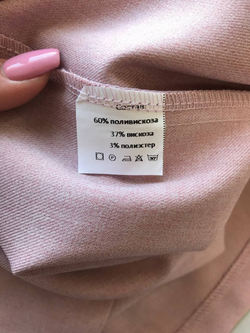 Состав:
60% поливискоза
37% вискоза
3% полиэстер